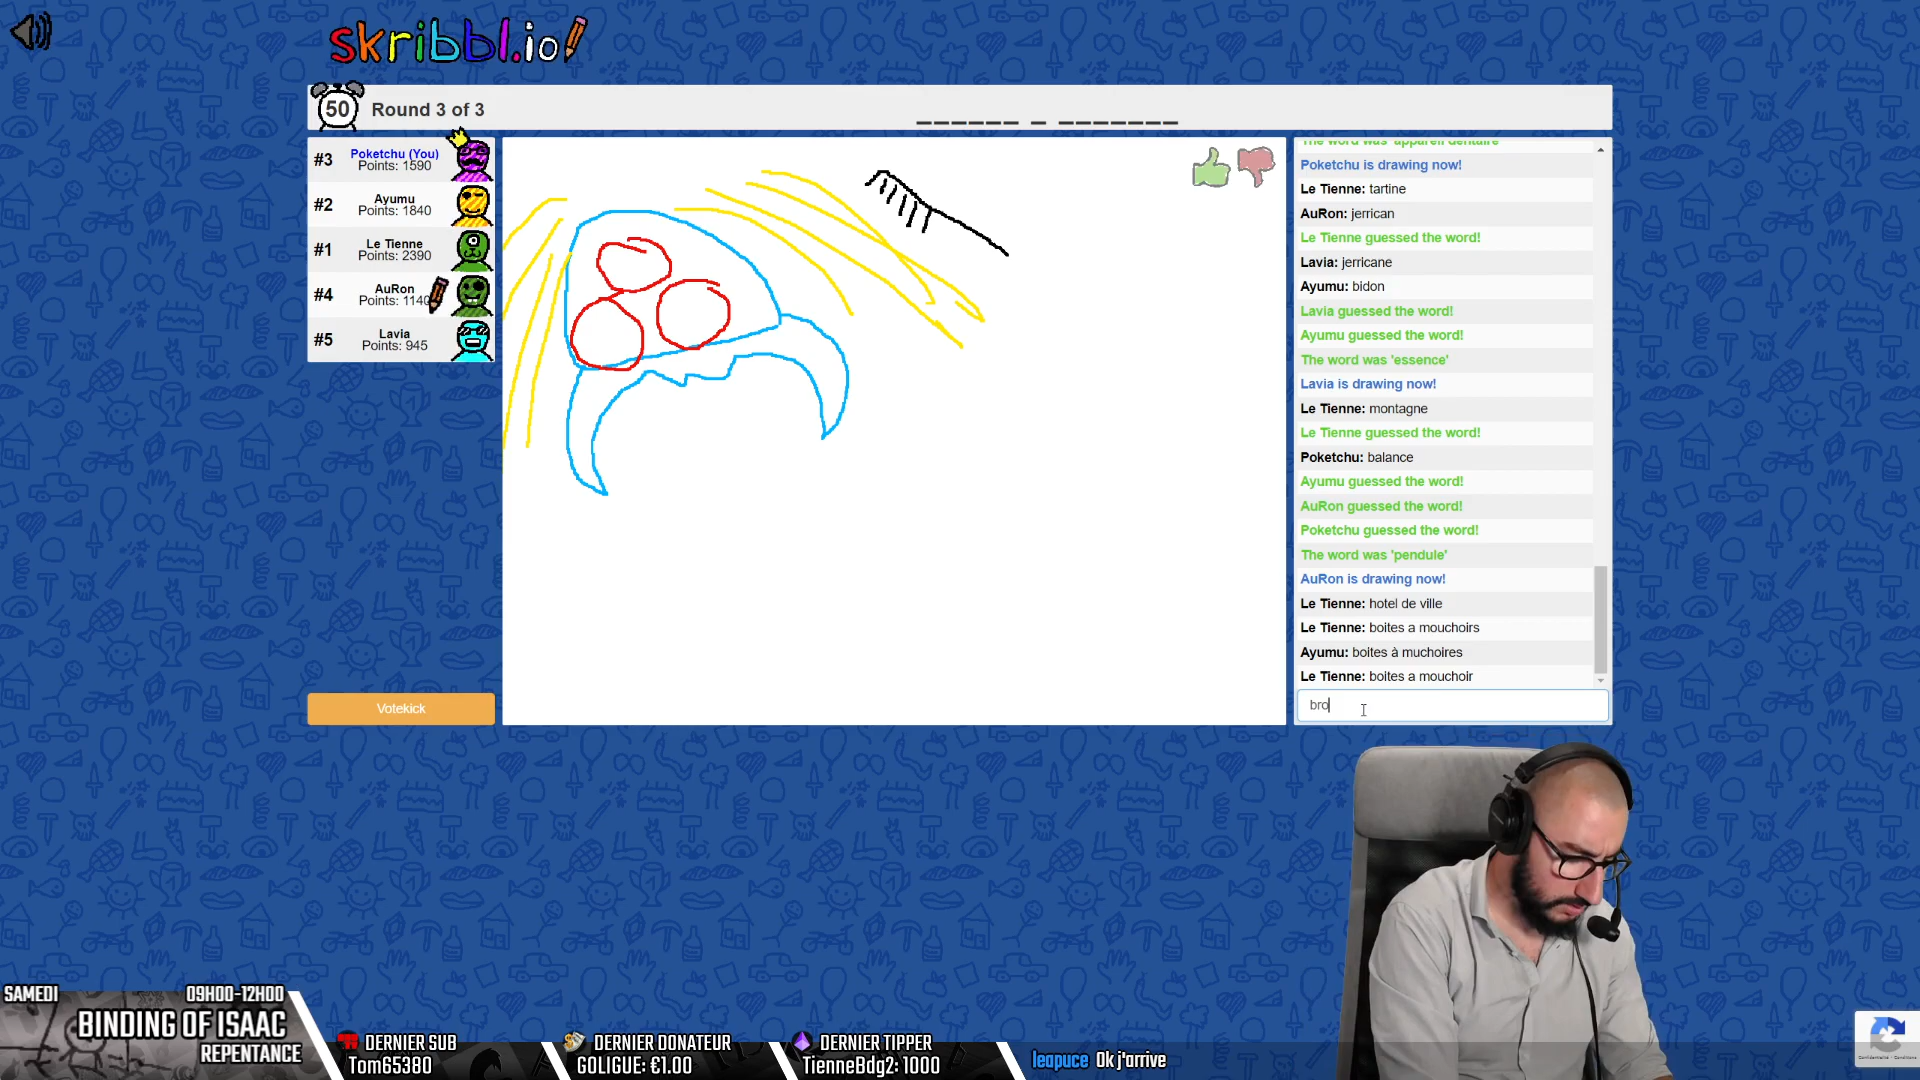 skribbl.io
50
Round 3 of 3
______ _ _______
#3
Poketchu (You)
Points: 1590
#2
Ayumu
Points: 1840
#1
Le Tienne
Points: 2390
#4
AuRon
Points: 1140
#5
Lavia
Points: 945
Votekick
The word was 'appareil dentaire'
Poketchu is drawing now!
Le Tienne: tartine
AuRon: jerrican
Le Tienne guessed the word!
Lavia: jerricane
Ayumu: bidon
Lavia guessed the word!
Ayumu guessed the word!
The word was 'essence'
Lavia is drawing now!
Le Tienne: montagne
Le Tienne guessed the word!
Poketchu: balance
Ayumu guessed the word!
AuRon guessed the word!
Poketchu guessed the word!
The word was 'pendule'
AuRon is drawing now!
Le Tienne: hotel de ville
Le Tienne: boites a mouchoirs
Ayumu: boites à muchoires
Le Tienne: boites a mouchoir
bro
SAMEDI 09H00-12H00
BINDING OF ISAAC
REPENTANCE
DERNIER SUB
Tom65380
DERNIER DONATEUR
GOLIGUE: €1.00
DERNIER TIPPER
TienneBdg2: 1000
leapuce Ok j'arrive